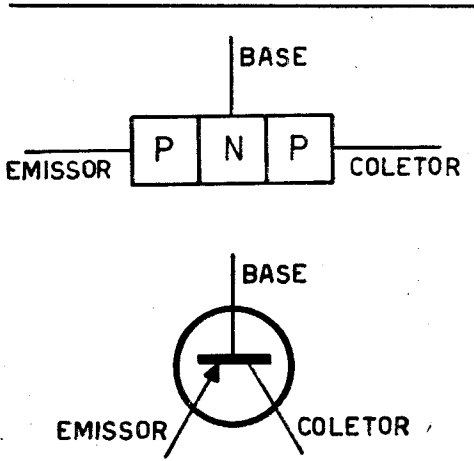 BASE
P N P
EMISSOR
COLETOR
BASE
EMISSOR
COLETOR